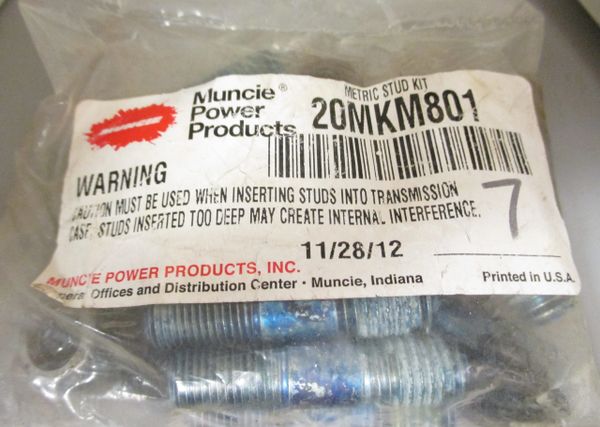 MUNCIE
Muncie®
Power
Products
METRIC STUD KIT
20MKM801
WARNING
CAUTION MUST BE USED WHEN INSERTING STUDS INTO TRANSMISSION
CASE. STUDS INSERTED TOO DEEP MAY CREATE INTERNAL INTERFERENCE.
7
11/28/12
MUNCIE POWER PRODUCTS, INC.
General Offices and Distribution Center • Muncie, Indiana
Printed in U.S.A.